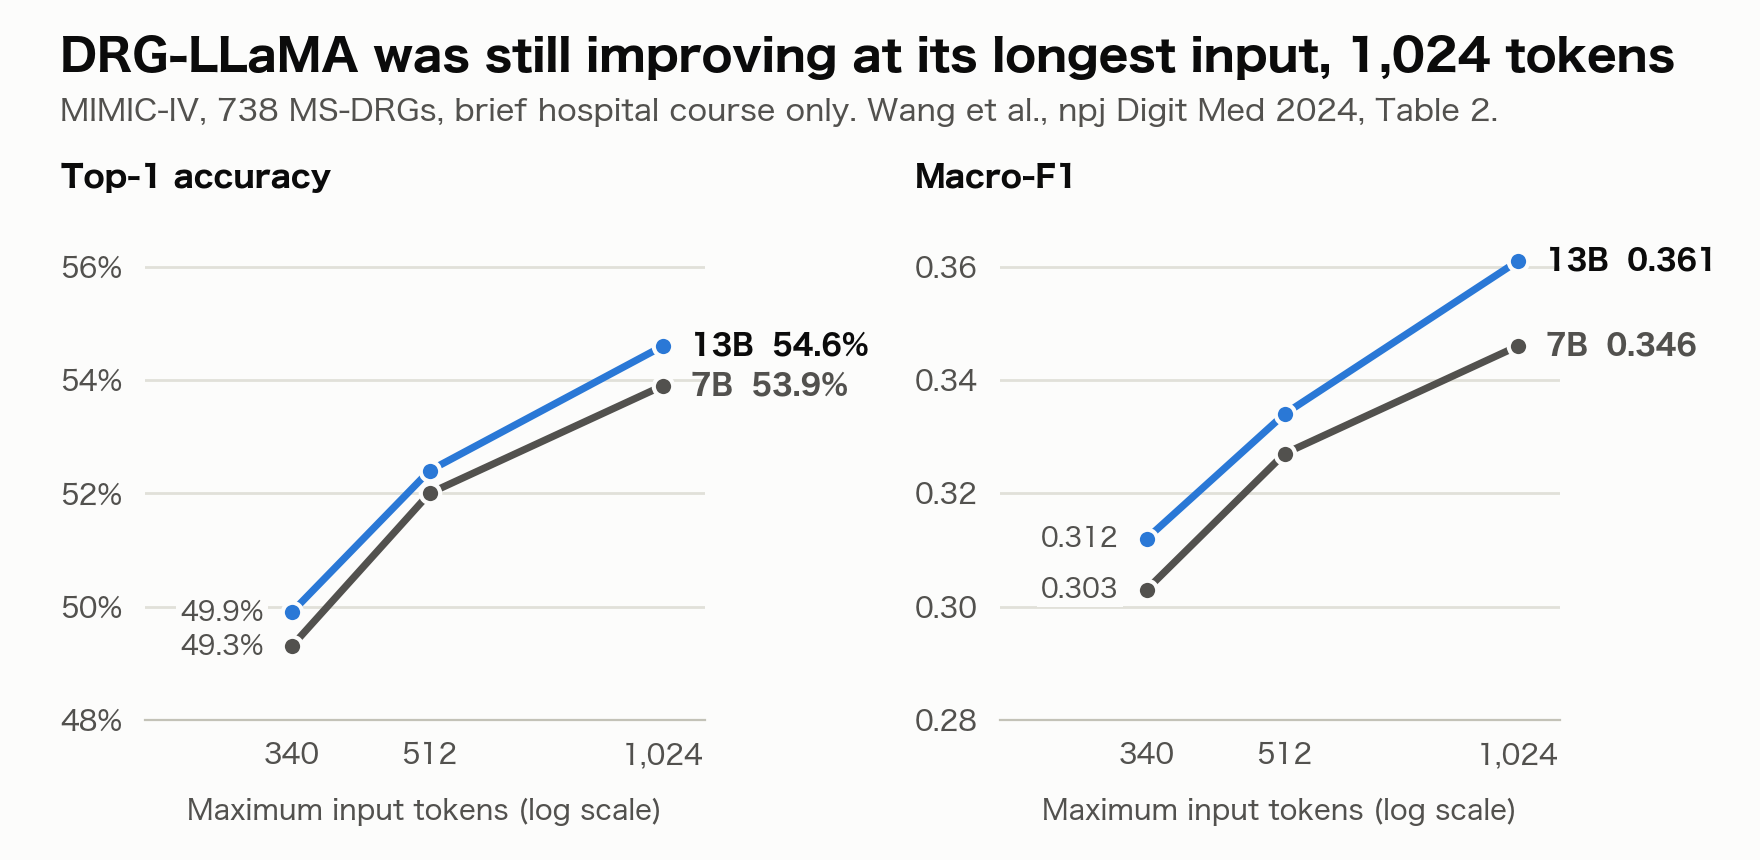 DRG-LLaMA was still improving at its longest input, 1,024 tokens
MIMIC-IV, 738 MS-DRGs, brief hospital course only. Wang et al., npj Digit Med 2024, Table 2.
Top-1 accuracy
56%
54%
52%
50%
48%
13B 54.6%
7B 53.9%
49.9%
49.3%
340 512 1,024
Maximum input tokens (log scale)
Macro-F1
0.36
0.34
0.32
0.30
0.28
13B 0.361
7B 0.346
0.312
0.303
340 512 1,024
Maximum input tokens (log scale)